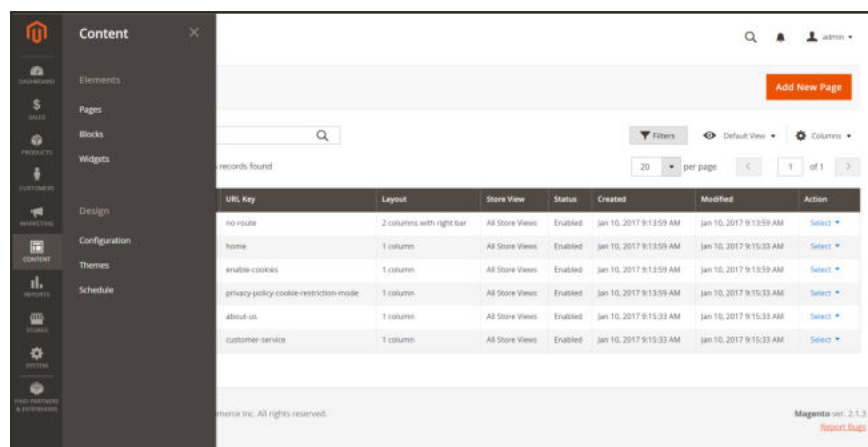 Content
admin
DASHBOARD
Elements
Add New Page
SALES
Pages
Blocks
Filters
Default View
Columns
PRODUCTS
Widgets
records found
20
per page
1
of 1
CUSTOMERS
URL Key
Layout
Store View
Status
Created
Modified
Action
MARKETING
Design
no-route
2 columns with right bar
All Store Views
Enabled
Jan 10, 2017 9:13:59 AM
Jan 10, 2017 9:13:59 AM
Select
CONTENT
Configuration
home
1 column
All Store Views
Enabled
Jan 10, 2017 9:13:59 AM
Jan 10, 2017 9:15:33 AM
Select
Themes
enable-cookies
1 column
All Store Views
Enabled
Jan 10, 2017 9:13:59 AM
Jan 10, 2017 9:13:59 AM
Select
REPORTS
Schedule
privacy-policy-cookie-restriction-mode
1 column
All Store Views
Enabled
Jan 10, 2017 9:13:59 AM
Jan 10, 2017 9:15:33 AM
Select
STORES
about-us
1 column
All Store Views
Enabled
Jan 10, 2017 9:15:33 AM
Jan 10, 2017 9:15:33 AM
Select
customer-service
1 column
All Store Views
Enabled
Jan 10, 2017 9:15:33 AM
Jan 10, 2017 9:15:33 AM
Select
SYSTEM
FIND PARTNERS
& EXTENSIONS
merce Inc. All rights reserved.
Magento ver. 2.1.3
Report Bugs